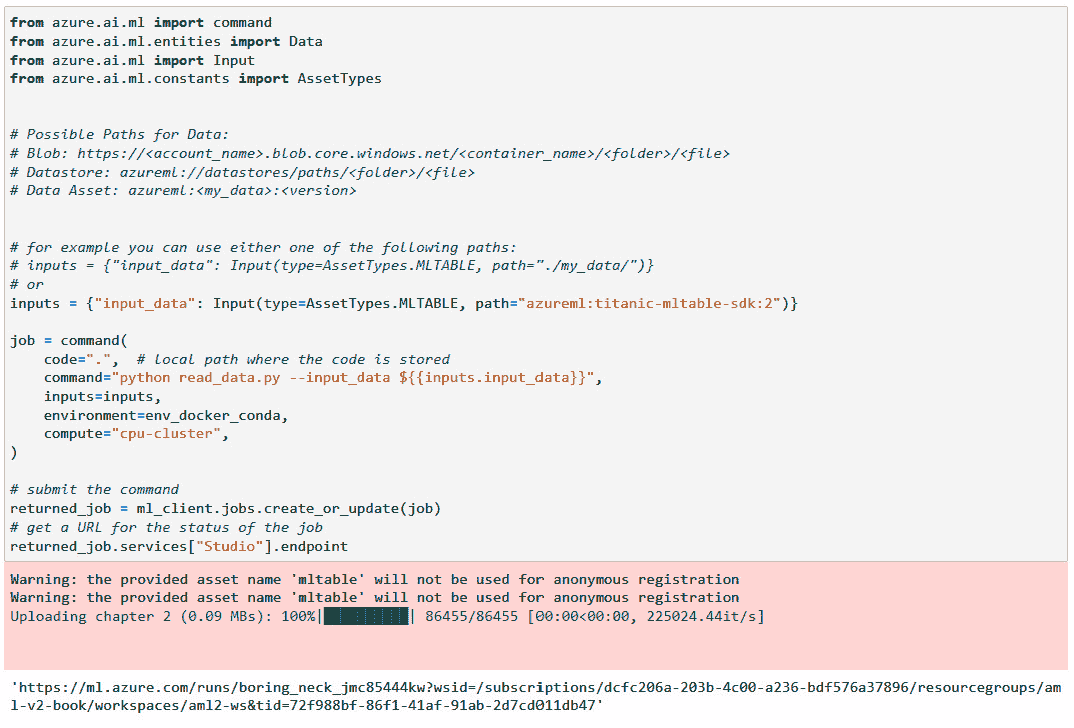 from azure.ai.ml import command
from azure.ai.ml.entities import Data
from azure.ai.ml import Input
from azure.ai.ml.constants import AssetTypes
# Possible Paths for Data:
# Blob: https://<account_name>.blob.core.windows.net/<container_name>/<folder>/<file>
# Datastore: azureml://datastores/paths/<folder>/<file>
# Data Asset: azureml:<my_data>:<version>
# for example you can use either one of the following paths:
# inputs = {"input_data": Input(type=AssetTypes.MLTABLE, path="./my_data/")}
# or
inputs = {"input_data": Input(type=AssetTypes.MLTABLE, path="azureml:titanic-mltable-sdk:2")}
job = command(
    code=".",  # local path where the code is stored
    command="python read_data.py --input_data ${{inputs.input_data}}",
    inputs=inputs,
    environment=env_docker_conda,
    compute="cpu-cluster",
)
# submit the command
returned_job = ml_client.jobs.create_or_update(job)
# get a URL for the status of the job
returned_job.services["Studio"].endpoint
Warning: the provided asset name 'mltable' will not be used for anonymous registration
Warning: the provided asset name 'mltable' will not be used for anonymous registration
Uploading chapter 2 (0.09 MBs): 100%|██████████| 86455/86455 [00:00<00:00, 225024.44it/s]
'https://ml.azure.com/runs/boring_neck_jmc85444kw?wsid=/subscriptions/dcfc206a-203b-4c00-a236-bdf576a37896/resourcegroups/am
l-v2-book/workspaces/aml2-ws&tid=72f988bf-86f1-41af-91ab-2d7cd011db47'